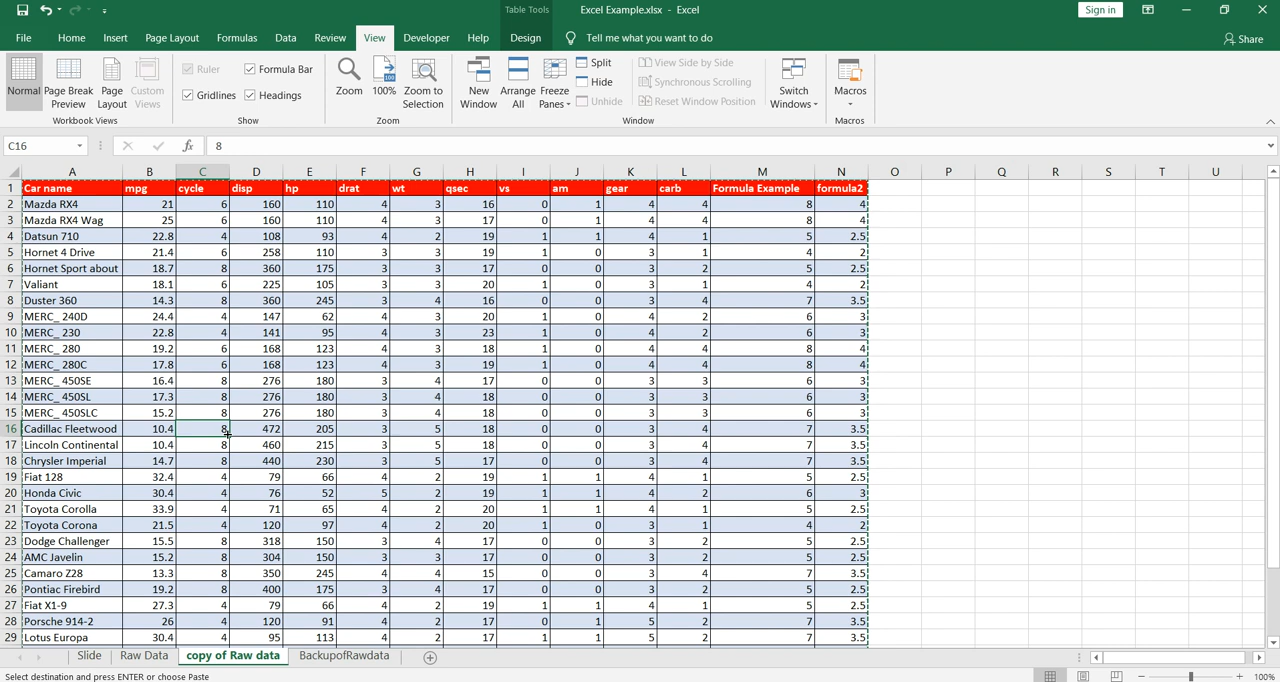 Table Tools Excel Example.xlsx - Excel Sign in
File Home Insert Page Layout Formulas Data Review View Developer Help Design Tell me what you want to do Share
Normal Page Break Preview Page Layout Custom Views
Workbook Views
Ruler Formula Bar
Gridlines Headings
Show
Zoom 100% Zoom to Selection
Zoom
New Window Arrange All Freeze Panes
Split
Hide
Unhide
View Side by Side
Synchronous Scrolling
Reset Window Position
Switch Windows
Window
Macros
Macros
C16 fx 8
A B C D E F G H I J K L M N O P Q R S T U
1 Car name mpg cycle disp hp drat wt qsec vs am gear carb Formula Example formula2
2 Mazda RX4 21 6 160 110 4 3 16 0 1 4 4 8 4
3 Mazda RX4 Wag 25 6 160 110 4 3 17 0 1 4 4 8 4
4 Datsun 710 22.8 4 108 93 4 2 19 1 1 4 1 5 2.5
5 Hornet 4 Drive 21.4 6 258 110 3 3 19 1 0 3 1 4 2
6 Hornet Sport about 18.7 8 360 175 3 3 17 0 0 3 2 5 2.5
7 Valiant 18.1 6 225 105 3 3 20 1 0 3 1 4 2
8 Duster 360 14.3 8 360 245 3 4 16 0 0 3 4 7 3.5
9 MERC_ 240D 24.4 4 147 62 4 3 20 1 0 4 2 6 3
10 MERC_ 230 22.8 4 141 95 4 3 23 1 0 4 2 6 3
11 MERC_ 280 19.2 6 168 123 4 3 18 1 0 4 4 8 4
12 MERC_ 280C 17.8 6 168 123 4 3 19 1 0 4 4 8 4
13 MERC_ 450SE 16.4 8 276 180 3 4 17 0 0 3 3 6 3
14 MERC_ 450SL 17.3 8 276 180 3 4 18 0 0 3 3 6 3
15 MERC_ 450SLC 15.2 8 276 180 3 4 18 0 0 3 3 6 3
16 Cadillac Fleetwood 10.4 8 472 205 3 5 18 0 0 3 4 7 3.5
17 Lincoln Continental 10.4 8 460 215 3 5 18 0 0 3 4 7 3.5
18 Chrysler Imperial 14.7 8 440 230 3 5 17 0 0 3 4 7 3.5
19 Fiat 128 32.4 4 79 66 4 2 19 1 1 4 1 5 2.5
20 Honda Civic 30.4 4 76 52 5 2 19 1 1 4 2 6 3
21 Toyota Corolla 33.9 4 71 65 4 2 20 1 1 4 1 5 2.5
22 Toyota Corona 21.5 4 120 97 4 2 20 1 0 3 1 4 2
23 Dodge Challenger 15.5 8 318 150 3 4 17 0 0 3 2 5 2.5
24 AMC Javelin 15.2 8 304 150 3 3 17 0 0 3 2 5 2.5
25 Camaro Z28 13.3 8 350 245 4 4 15 0 0 3 4 7 3.5
26 Pontiac Firebird 19.2 8 400 175 3 4 17 0 0 3 2 5 2.5
27 Fiat X1-9 27.3 4 79 66 4 2 19 1 1 4 1 5 2.5
28 Porsche 914-2 26 4 120 91 4 2 17 0 1 5 2 7 3.5
29 Lotus Europa 30.4 4 95 113 4 2 17 1 1 5 2 7 3.5
Slide Raw Data copy of Raw data BackupofRawdata
Select destination and press ENTER or choose Paste 100%